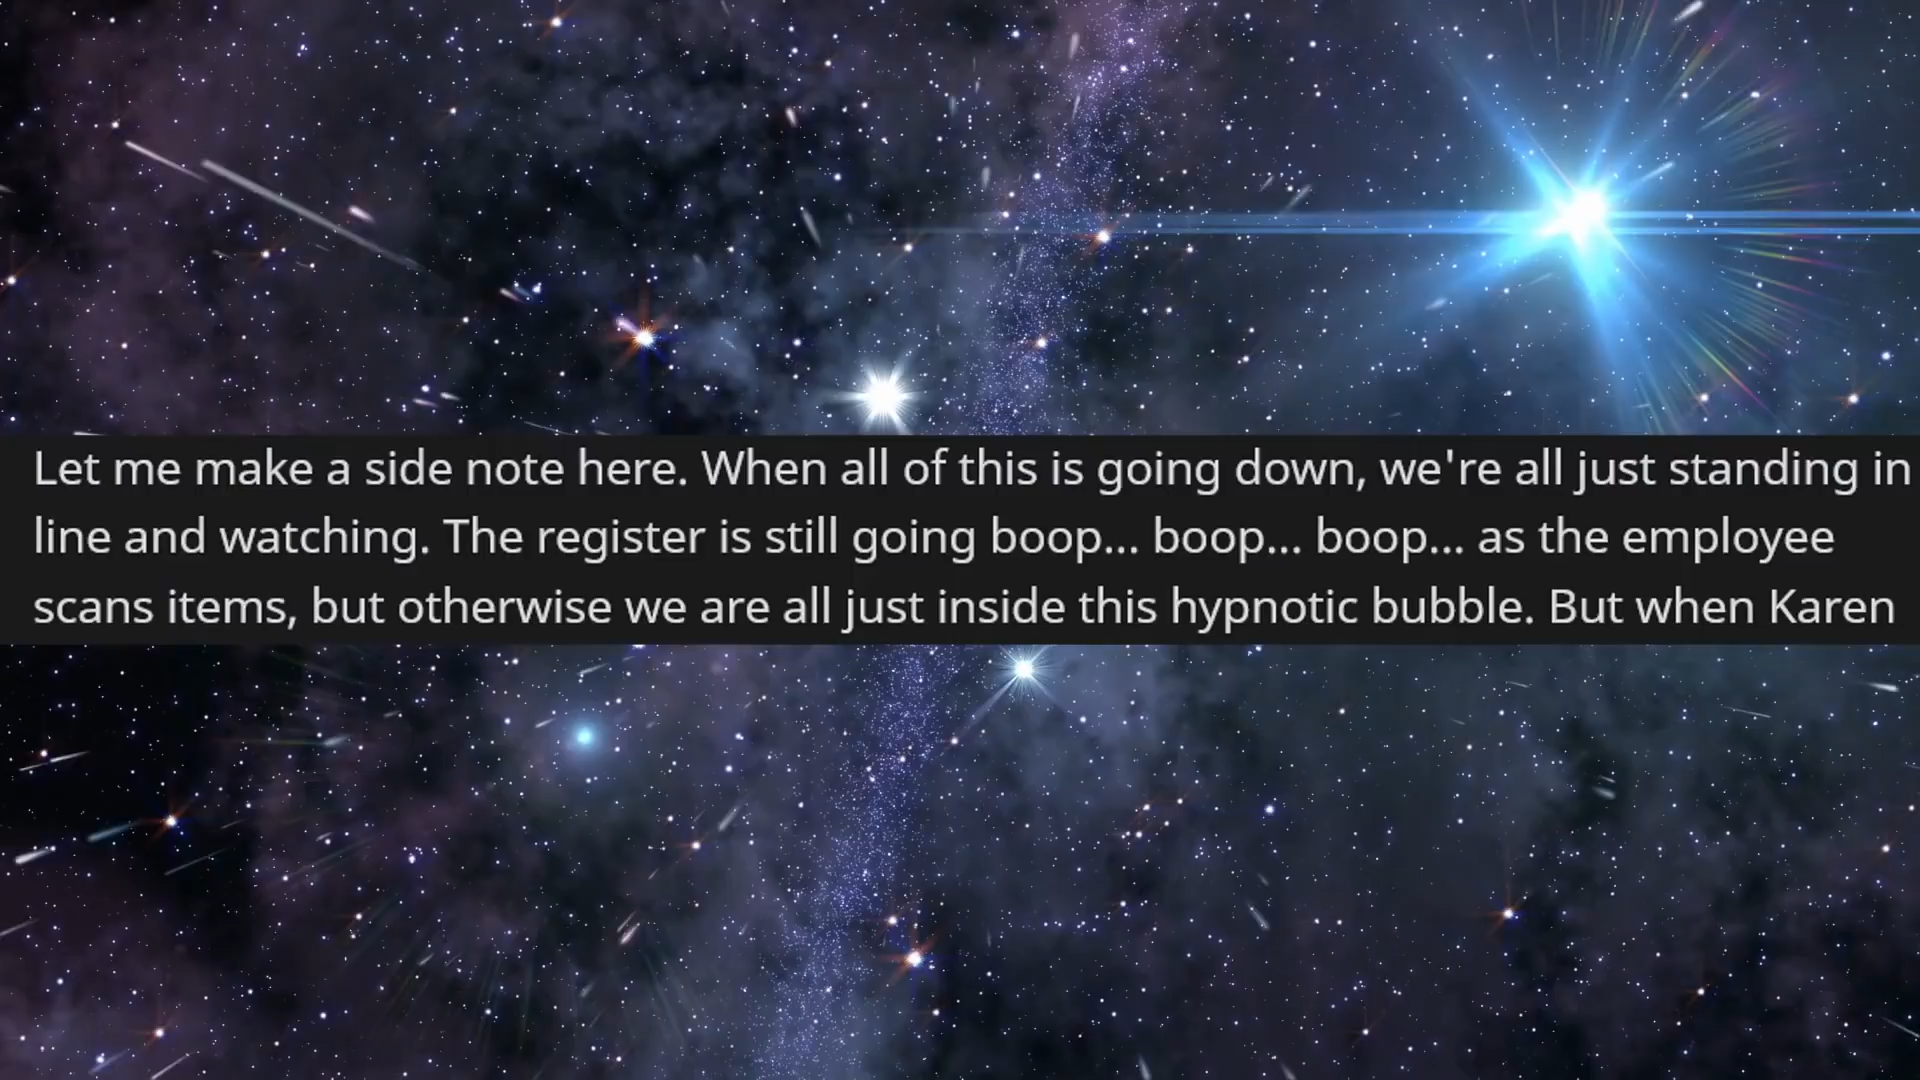 Let me make a side note here. When all of this is going down, we're all just standing in
line and watching. The register is still going boop... boop... boop... as the employee
scans items, but otherwise we are all just inside this hypnotic bubble. But when Karen